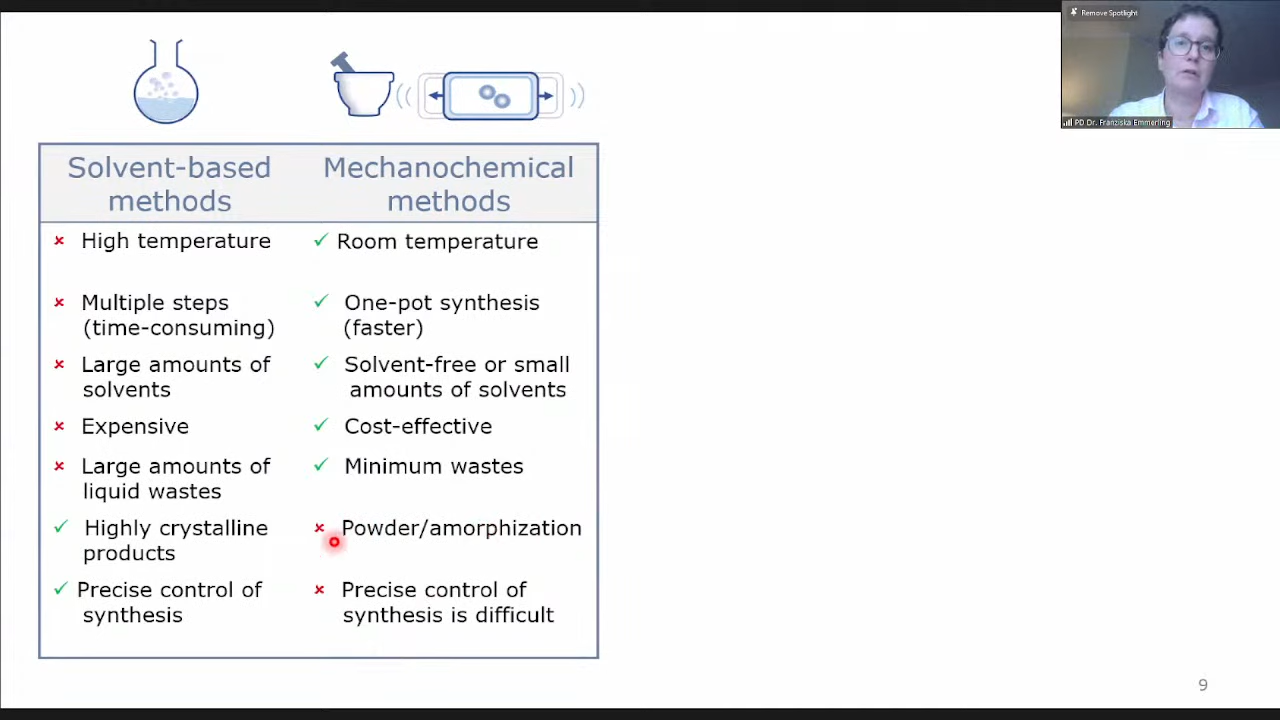 Remove Spotlight
PD Dr. Franziska Emmerling
Solvent-based
methods
Mechanochemical
methods
High temperature
Room temperature
Multiple steps
(time-consuming)
One-pot synthesis
(faster)
Large amounts of
solvents
Solvent-free or small
amounts of solvents
Expensive
Cost-effective
Large amounts of
liquid wastes
Minimum wastes
Highly crystalline
products
Powder/amorphization
Precise control of
synthesis
Precise control of
synthesis is difficult
9